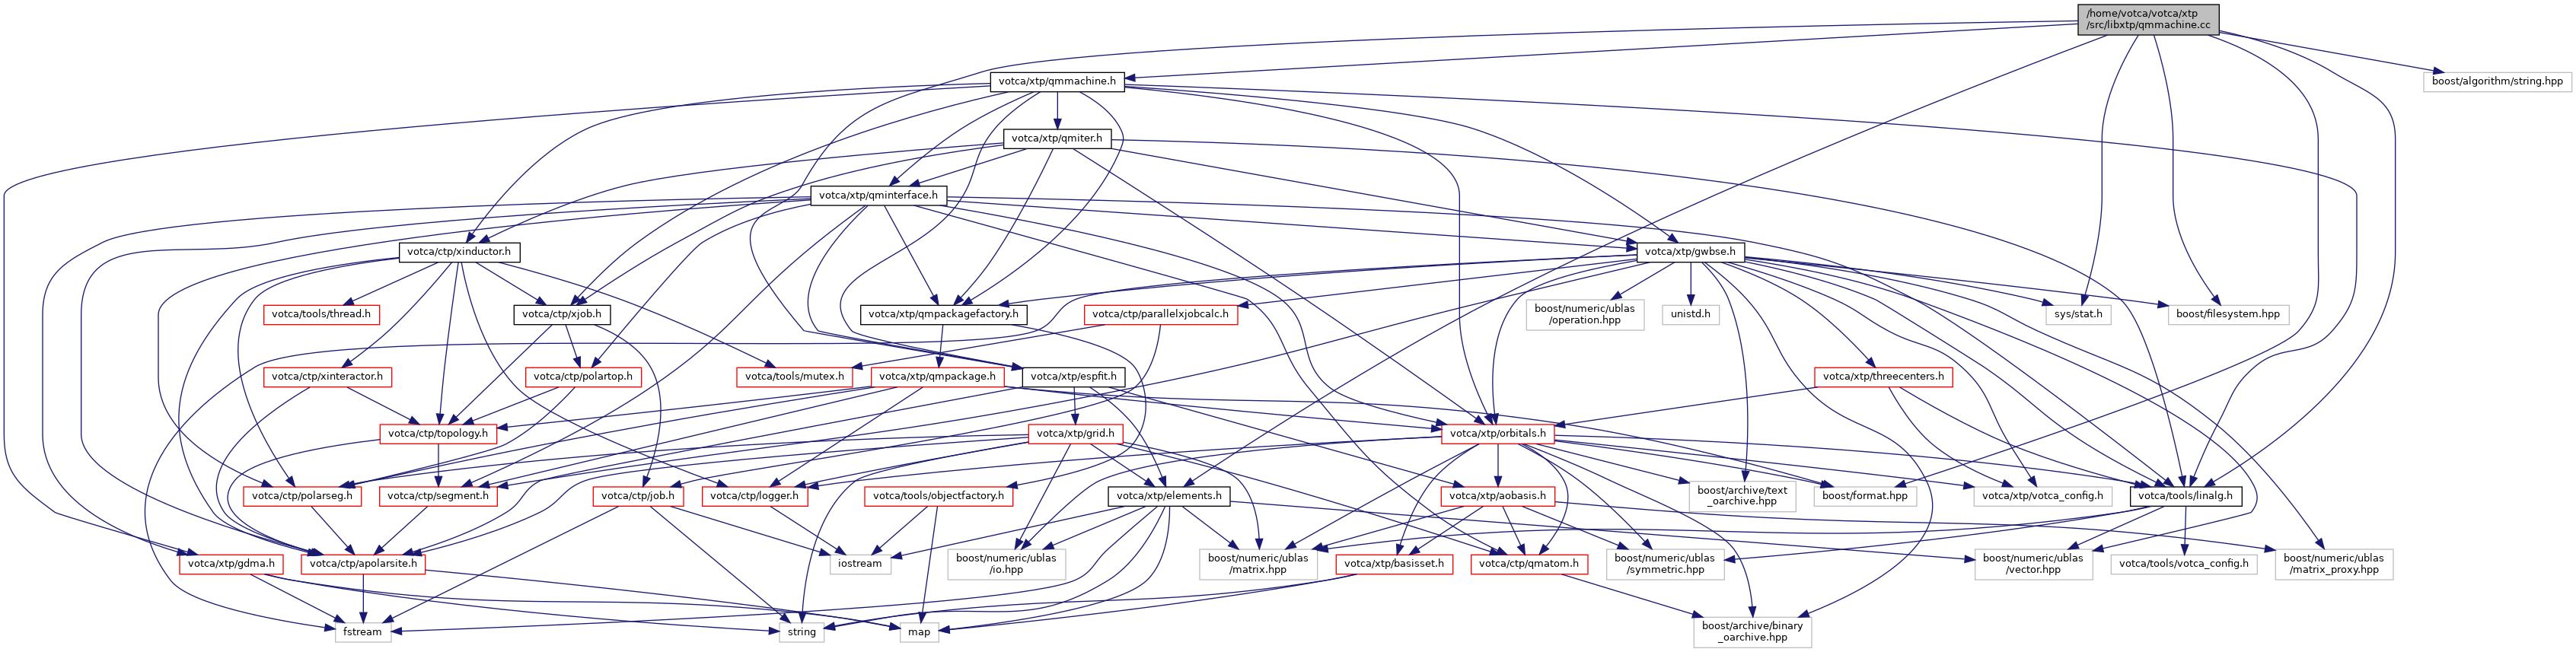 /home/votca/votca/xtp
/src/libxtp/qmmachine.cc
votca/xtp/qmmachine.h
boost/algorithm/string.hpp
votca/xtp/qmiter.h
votca/xtp/qminterface.h
votca/ctp/xinductor.h
votca/xtp/gwbse.h
votca/tools/thread.h
votca/ctp/xjob.h
votca/xtp/qmpackagefactory.h
votca/ctp/parallelxjobcalc.h
boost/numeric/ublas
/operation.hpp
unistd.h
sys/stat.h
boost/filesystem.hpp
votca/ctp/xinteractor.h
votca/ctp/polartop.h
votca/tools/mutex.h
votca/xtp/qmpackage.h
votca/xtp/espfit.h
votca/xtp/threecenters.h
votca/ctp/topology.h
votca/xtp/grid.h
votca/xtp/orbitals.h
votca/ctp/polarseg.h
votca/ctp/segment.h
votca/ctp/job.h
votca/ctp/logger.h
votca/tools/objectfactory.h
votca/xtp/elements.h
votca/xtp/aobasis.h
boost/archive/text
_oarchive.hpp
boost/format.hpp
votca/xtp/votca_config.h
votca/tools/linalg.h
votca/xtp/gdma.h
votca/ctp/apolarsite.h
iostream
boost/numeric/ublas
/io.hpp
boost/numeric/ublas
/matrix.hpp
votca/xtp/basisset.h
votca/ctp/qmatom.h
boost/numeric/ublas
/symmetric.hpp
boost/numeric/ublas
/vector.hpp
votca/tools/votca_config.h
boost/numeric/ublas
/matrix_proxy.hpp
fstream
string
map
boost/archive/binary
_oarchive.hpp